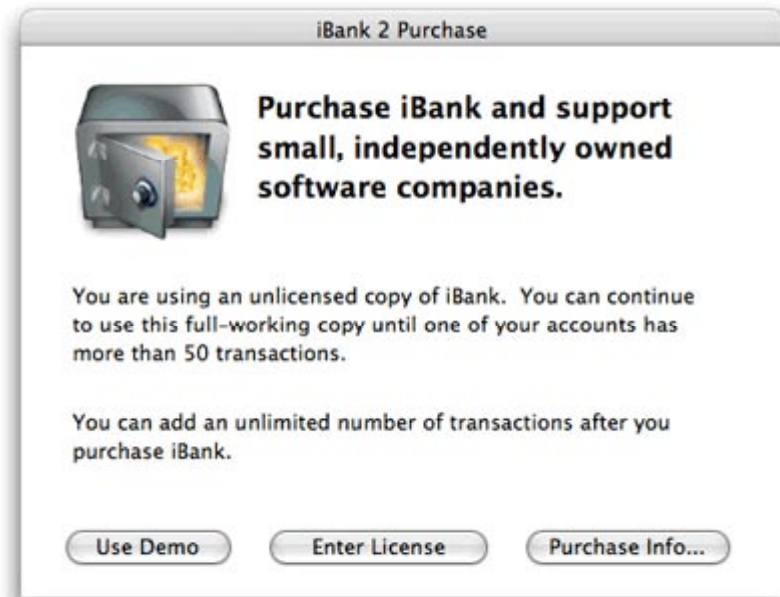 iBank 2 Purchase
Purchase iBank and support
small, independently owned
software companies.
You are using an unlicensed copy of iBank.  You can continue
to use this full-working copy until one of your accounts has
more than 50 transactions.
You can add an unlimited number of transactions after you
purchase iBank.
Use Demo
Enter License
Purchase Info...